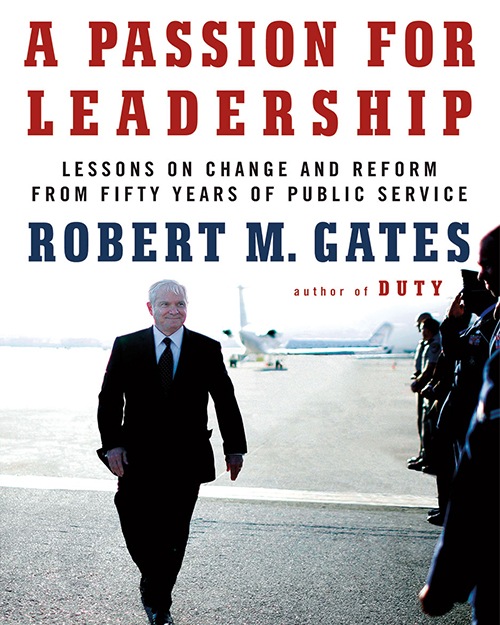 A PASSION FOR
LEADERSHIP
LESSONS ON CHANGE AND REFORM
FROM FIFTY YEARS OF PUBLIC SERVICE
ROBERT M. GATES
author of DUTY